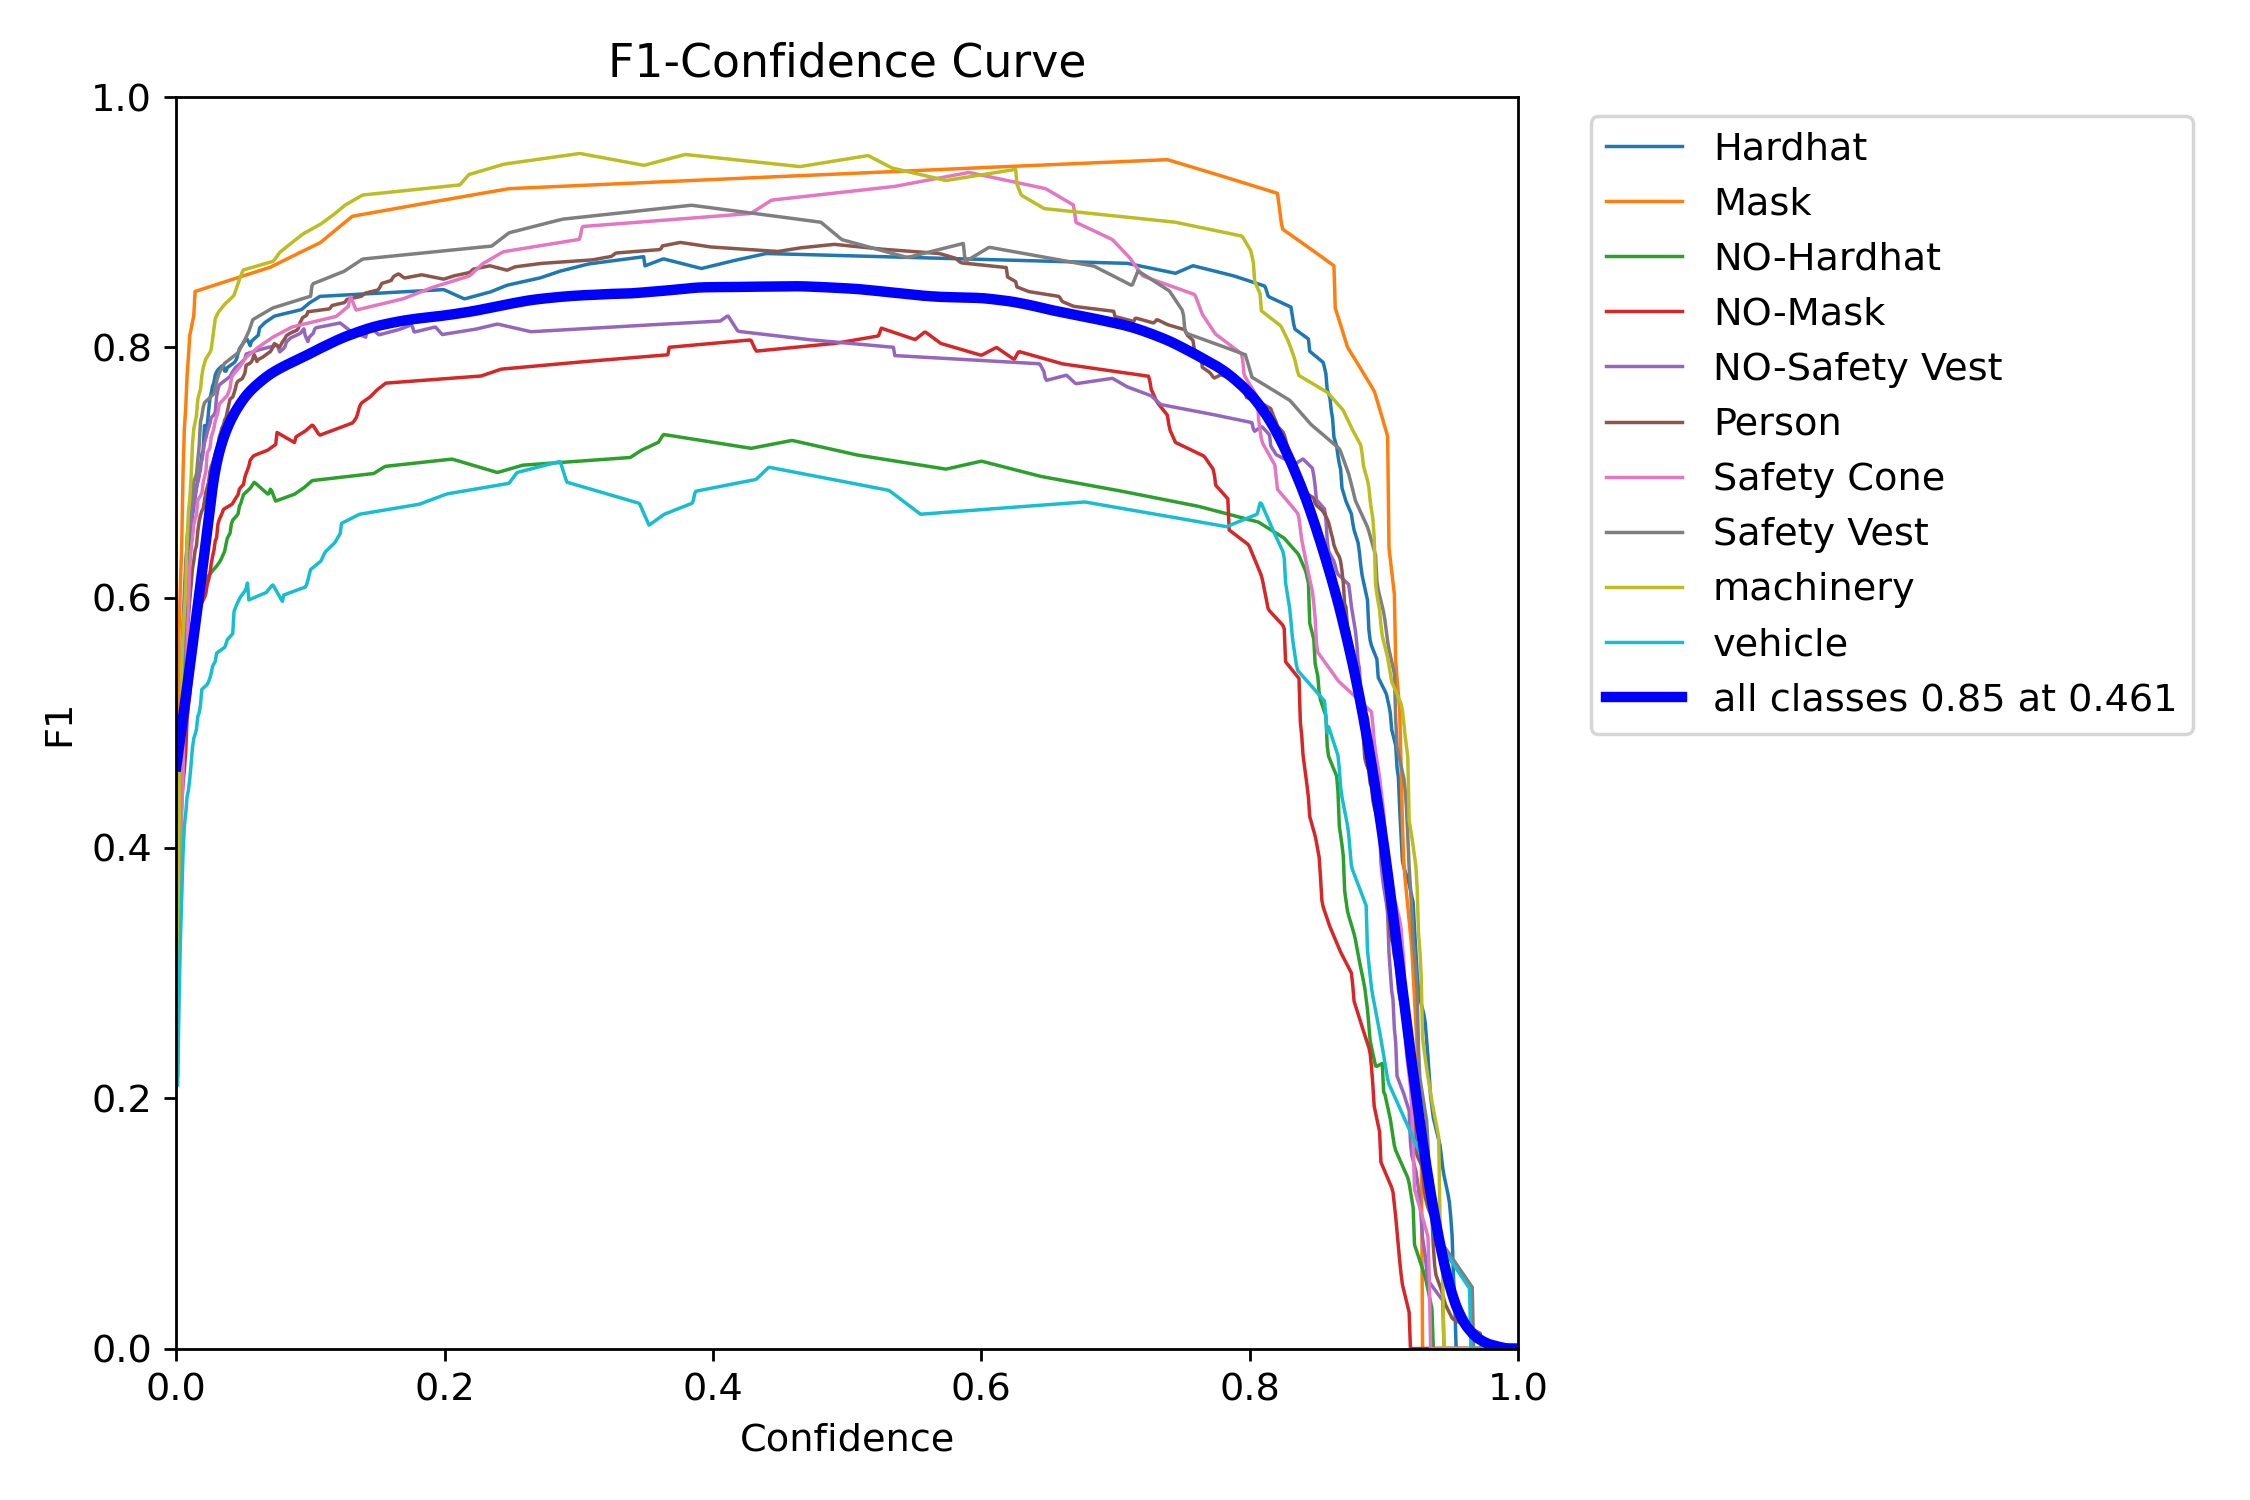 F1-Confidence Curve
1.0
0.8
0.6
0.4
0.2
0.0
F1
0.0 0.2 0.4 0.6 0.8 1.0
Confidence
Hardhat
Mask
NO-Hardhat
NO-Mask
NO-Safety Vest
Person
Safety Cone
Safety Vest
machinery
vehicle
all classes 0.85 at 0.461